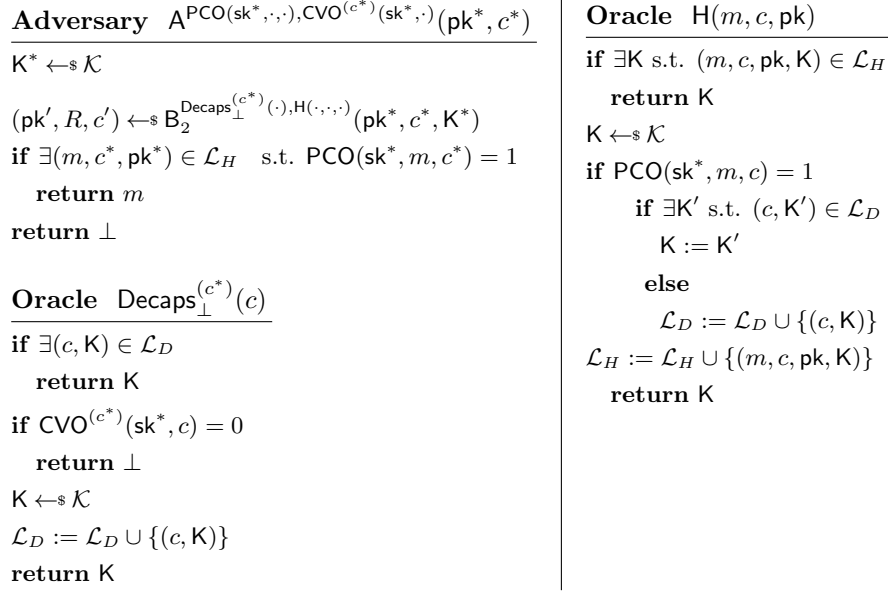 Adversary A^{PCO(sk*,·,·),CVO^{(c*)}(sk*,·)}(pk*, c*)
K* ←$ 𝒦
(pk′, R, c′) ←$ B₂^{Decaps_⊥^{(c*)}(·),H(·,·,·)}(pk*, c*, K*)
if ∃(m, c*, pk*) ∈ ℒ_H s.t. PCO(sk*, m, c*) = 1
return m
return ⊥
Oracle Decaps_⊥^{(c*)}(c)
if ∃(c, K) ∈ ℒ_D
return K
if CVO^{(c*)}(sk*, c) = 0
return ⊥
K ←$ 𝒦
ℒ_D := ℒ_D ∪ {(c, K)}
return K
Oracle H(m, c, pk)
if ∃K s.t. (m, c, pk, K) ∈ ℒ_H
return K
K ←$ 𝒦
if PCO(sk*, m, c) = 1
if ∃K′ s.t. (c, K′) ∈ ℒ_D
K := K′
else
ℒ_D := ℒ_D ∪ {(c, K)}
ℒ_H := ℒ_H ∪ {(m, c, pk, K)}
return K